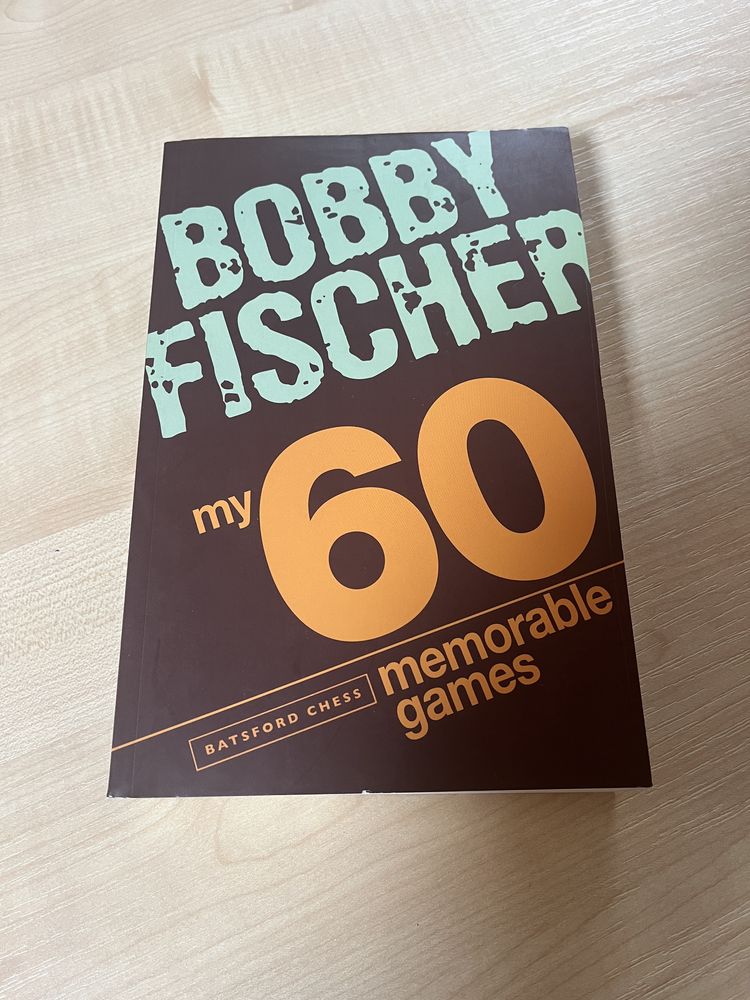 BOBBY
FISCHER
my 60
memorable
games
BATSFORD CHESS